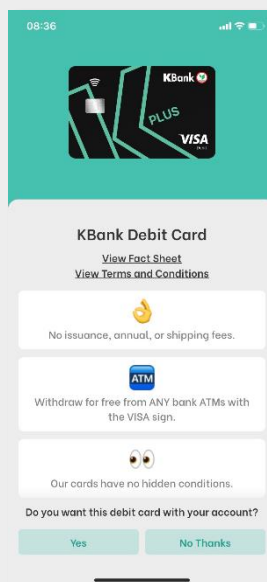 08:36
KBank
PLUS
VISA
KBank Debit Card
View Fact Sheet
View Terms and Conditions
No issuance, annual, or shipping fees.
ATM
Withdraw for free from ANY bank ATMs with
the VISA sign.
Our cards have no hidden conditions.
Do you want this debit card with your account?
Yes
No Thanks